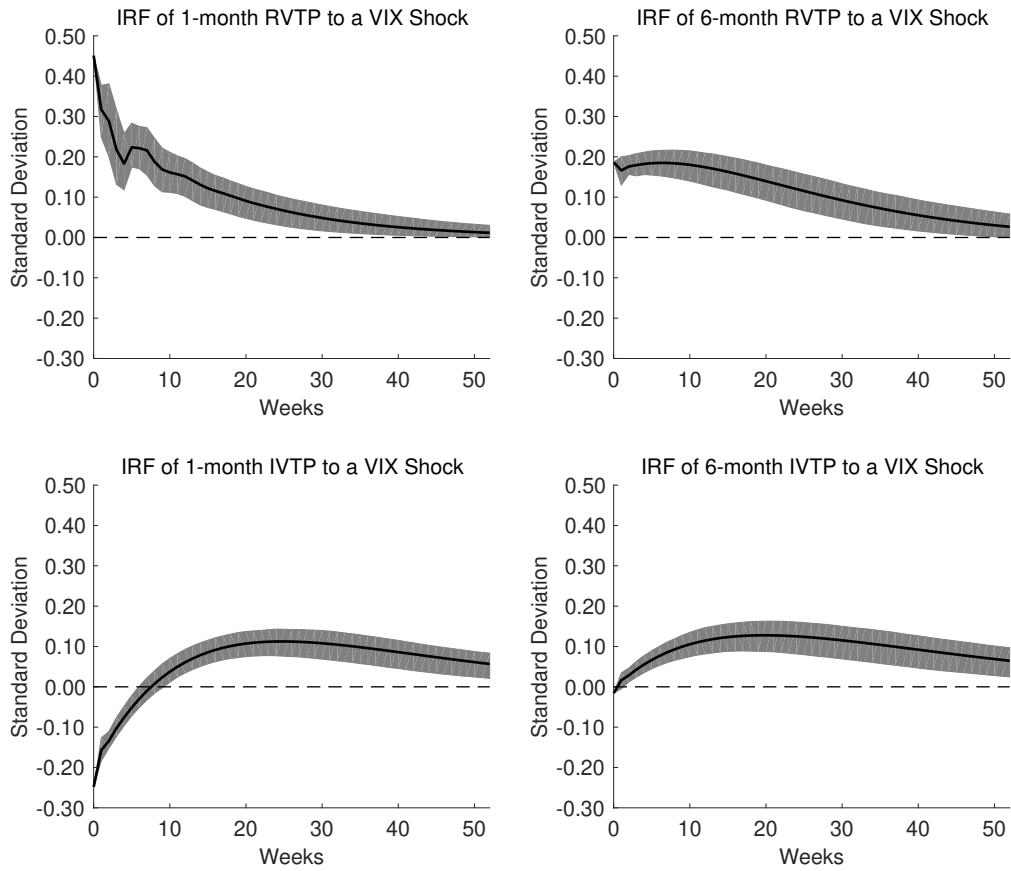 IRF of 1-month RVTP to a VIX Shock
0.50
0.40
0.30
0.20
0.10
0.00
-0.10
-0.20
-0.30
Standard Deviation
0 10 20 30 40 50
Weeks
IRF of 6-month RVTP to a VIX Shock
0.50
0.40
0.30
0.20
0.10
0.00
-0.10
-0.20
-0.30
Standard Deviation
0 10 20 30 40 50
Weeks
IRF of 1-month IVTP to a VIX Shock
0.50
0.40
0.30
0.20
0.10
0.00
-0.10
-0.20
-0.30
Standard Deviation
0 10 20 30 40 50
Weeks
IRF of 6-month IVTP to a VIX Shock
0.50
0.40
0.30
0.20
0.10
0.00
-0.10
-0.20
-0.30
Standard Deviation
0 10 20 30 40 50
Weeks